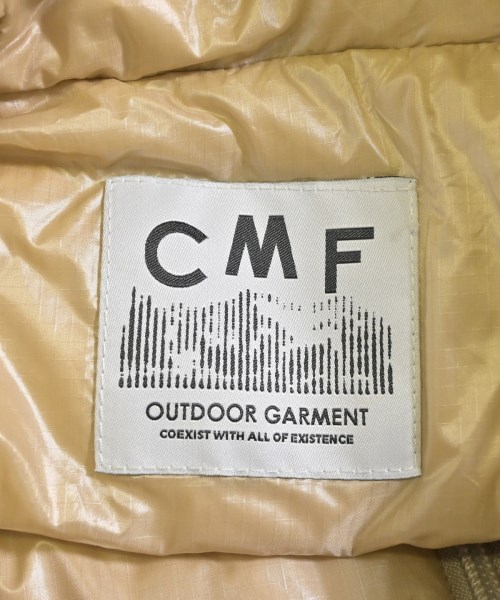 CMF
OUTDOOR GARMENT
COEXIST WITH ALL OF EXISTENCE